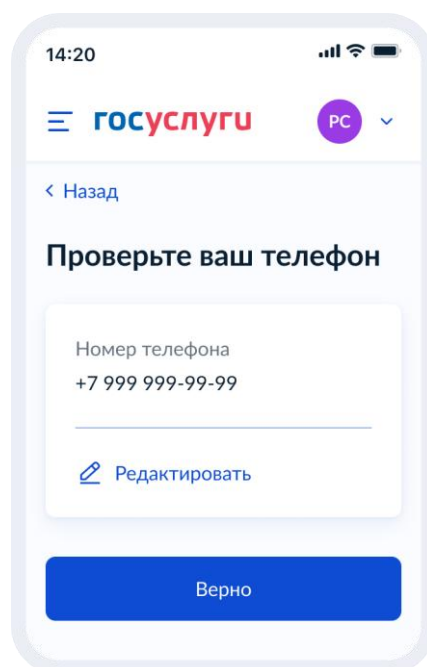 14:20
госуслуги
РС
Назад
Проверьте ваш телефон
Номер телефона
+7 999 999-99-99
Редактировать
Верно